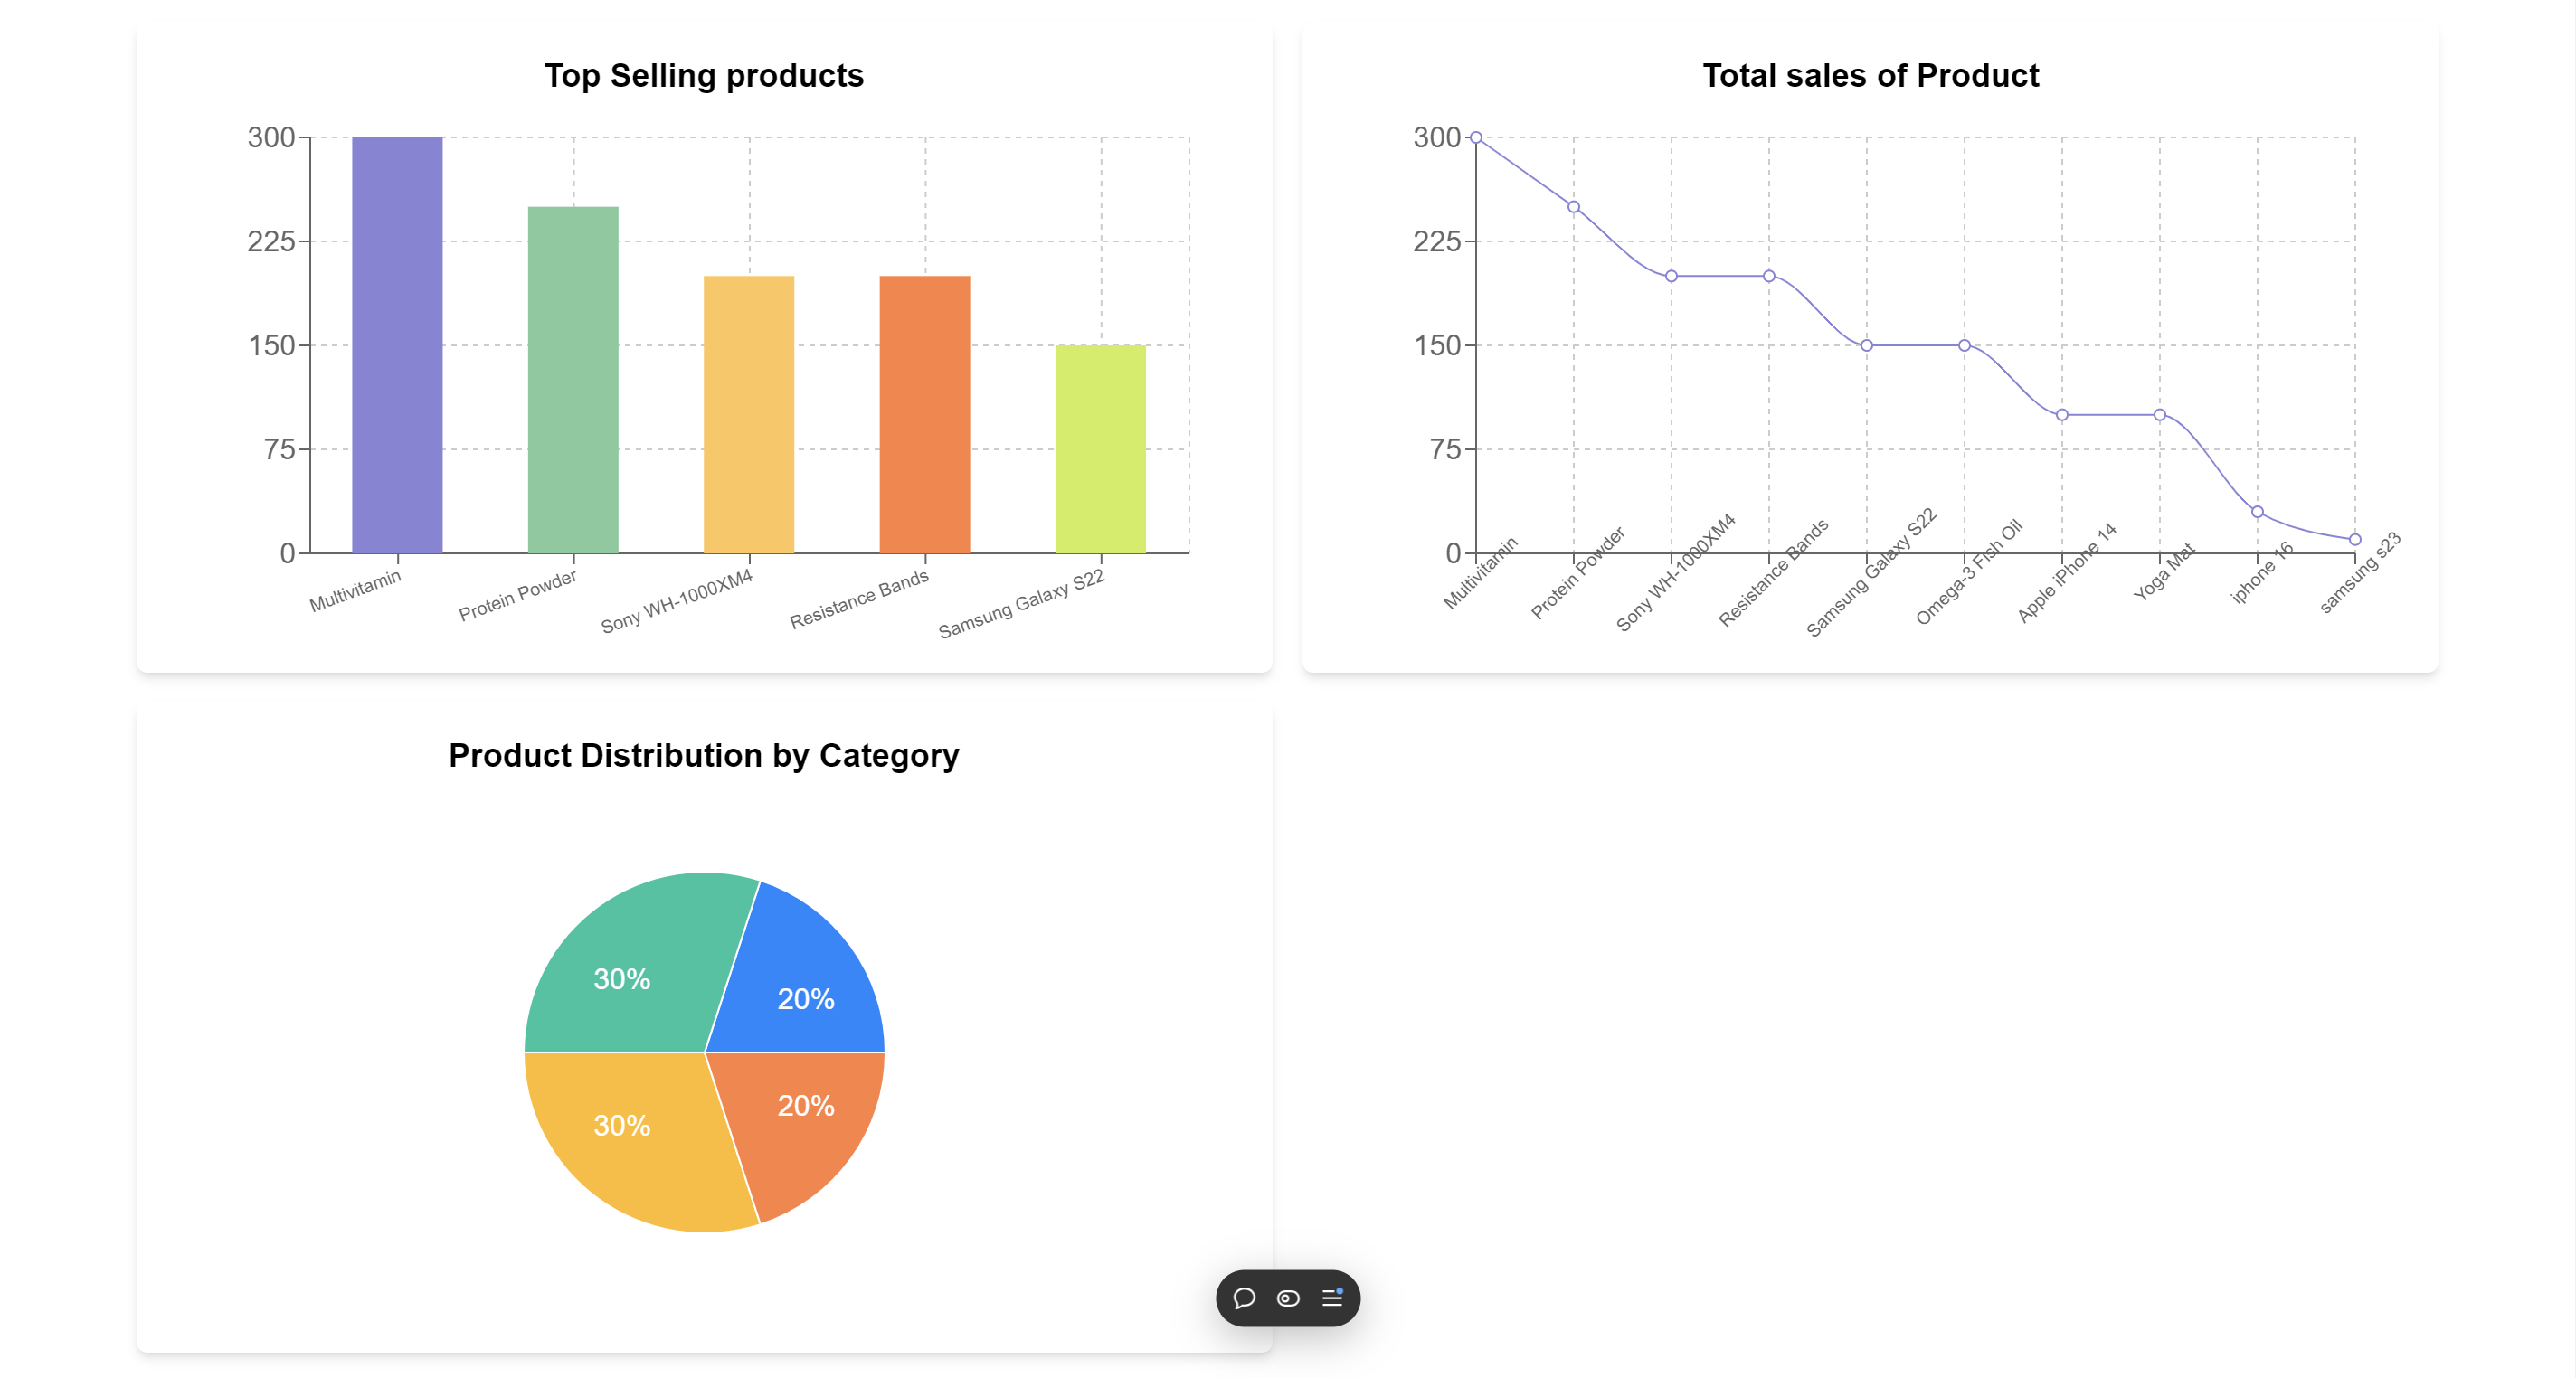 Top Selling products
300
225
150
75
0
Multivitamin
Protein Powder
Sony WH-1000XM4
Resistance Bands
Samsung Galaxy S22
Total sales of Product
300
225
150
75
0
Multivitamin
Protein Powder
Sony WH-1000XM4
Resistance Bands
Samsung Galaxy S22
Omega-3 Fish Oil
Apple iPhone 14
Yoga Mat
iphone 16
samsung s23
Product Distribution by Category
30%
20%
30%
20%